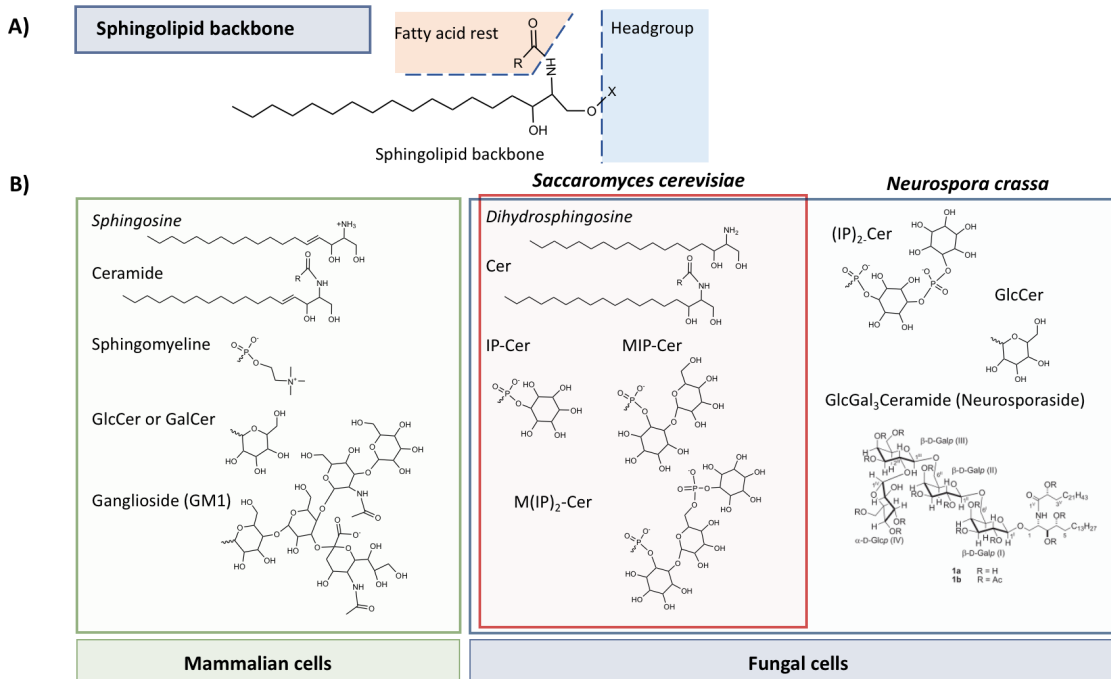 A)
Sphingolipid backbone
Fatty acid rest
Headgroup
O
R
NH
X
O
OH
Sphingolipid backbone
B)
Saccaromyces cerevisiae
Neurospora crassa
Sphingosine
Ceramide
Sphingomyeline
GlcCer or GalCer
Ganglioside (GM1)
Dihydrosphingosine
Cer
IP-Cer
MIP-Cer
M(IP)2-Cer
(IP)2-Cer
GlcCer
GlcGal3Ceramide (Neurosporaside)
β-D-Galp (III)
β-D-Galp (II)
α-D-Glcp (IV)
β-D-Galp (I)
1a R = H
1b R = Ac
Mammalian cells
Fungal cells